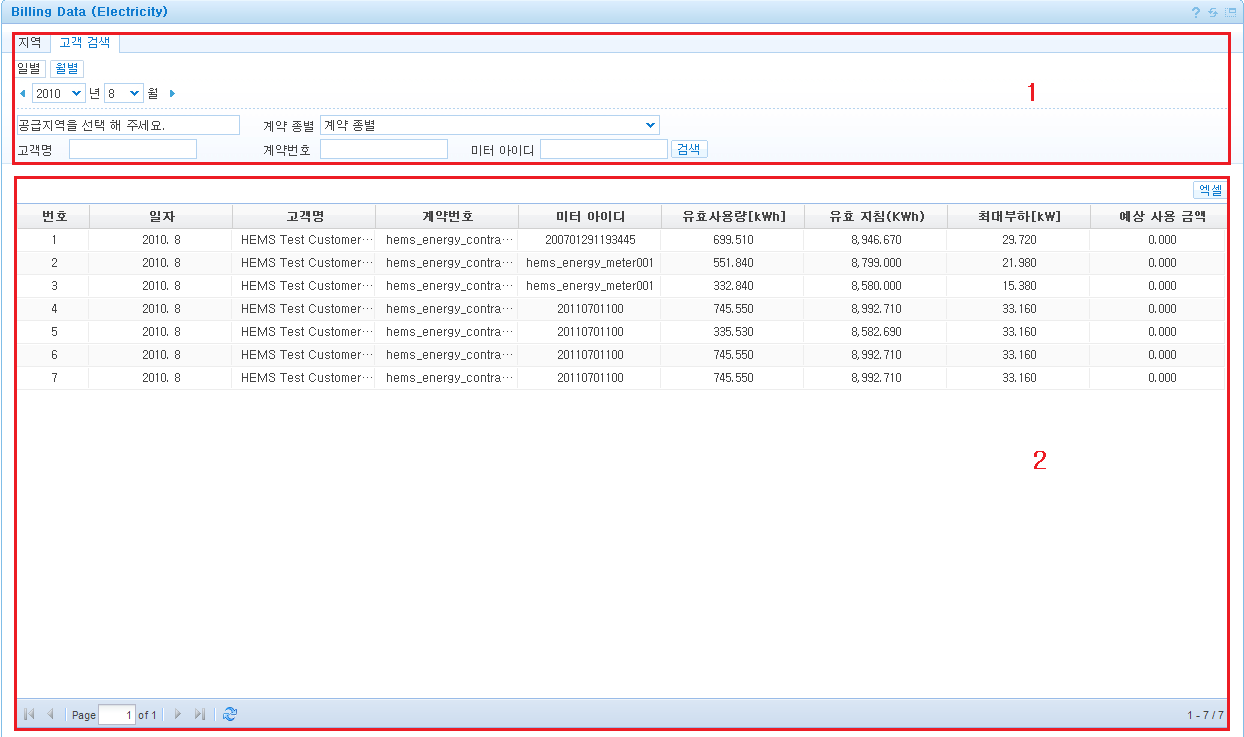 Billing Data (Electricity)
지역 고객 검색
일별 월별
2010 년 8 월
1
공급지역을 선택 해 주세요. 계약 종별 계약 종별
고객명 계약번호 미터 아이디 검색
엑셀
번호 일자 고객명 계약번호 미터 아이디 유효사용량[kWh] 유효 지침(KWh) 최대부하[kW] 예상 사용 금액
1 2010. 8 HEMS Test Customer… hems_energy_contra… 200701291193445 699.510 8,946.670 29.720 0.000
2 2010. 8 HEMS Test Customer… hems_energy_contra… hems_energy_meter001 551.840 8,799.000 21.980 0.000
3 2010. 8 HEMS Test Customer… hems_energy_contra… hems_energy_meter001 332.840 8,580.000 15.380 0.000
4 2010. 8 HEMS Test Customer… hems_energy_contra… 20110701100 745.550 8,992.710 33.160 0.000
5 2010. 8 HEMS Test Customer… hems_energy_contra… 20110701100 335.530 8,582.690 33.160 0.000
6 2010. 8 HEMS Test Customer… hems_energy_contra… 20110701100 745.550 8,992.710 33.160 0.000
7 2010. 8 HEMS Test Customer… hems_energy_contra… 20110701100 745.550 8,992.710 33.160 0.000
2
Page 1 of 1 1 - 7 / 7